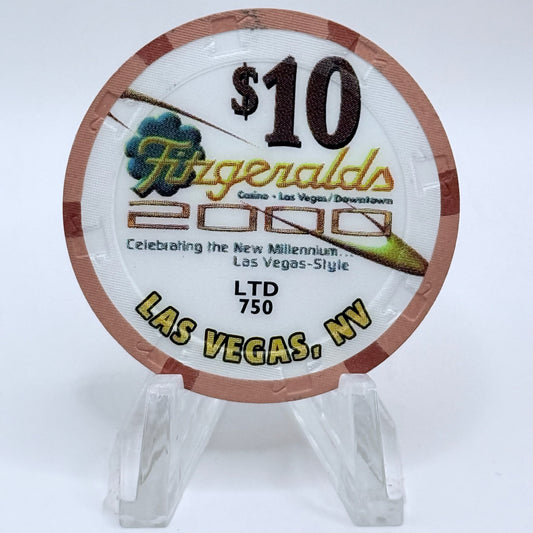 $10
Fitzgeralds
Casino • Las Vegas/Downtown
2000
Celebrating the New Millennium...
Las Vegas-Style
LTD
750
LAS VEGAS, NV